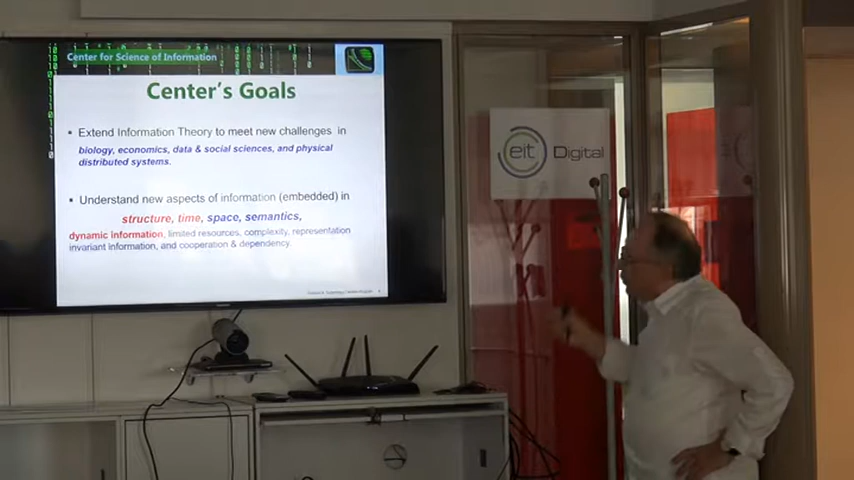 Center for Science of Information
Center's Goals
▪ Extend Information Theory to meet new challenges in
biology, economics, data & social sciences, and physical
distributed systems.
▪ Understand new aspects of information (embedded) in
structure, time, space, semantics,
dynamic information, limited resources, complexity, representation
invariant information, and cooperation & dependency.
eit Digital